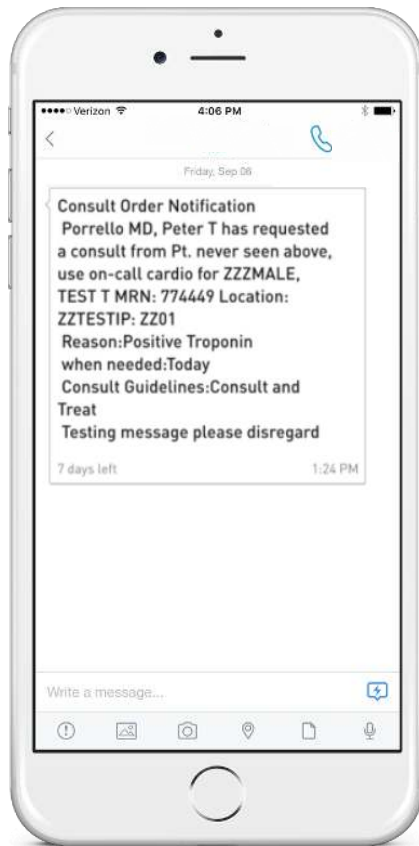 Verizon 4:06 PM
Friday, Sep 06
Consult Order Notification
Porrello MD, Peter T has requested
a consult from Pt. never seen above,
use on-call cardio for ZZZMALE,
TEST T MRN: 774449 Location:
ZZTESTIP: ZZ01
Reason:Positive Troponin
when needed:Today
Consult Guidelines:Consult and
Treat
Testing message please disregard
7 days left 1:24 PM
Write a message...